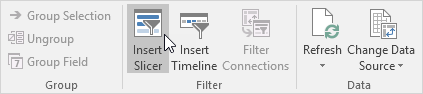 Group Selection
Ungroup
Group Field
Group
Insert
Slicer
Insert
Timeline
Filter
Connections
Filter
Refresh
Change Data
Source
Data